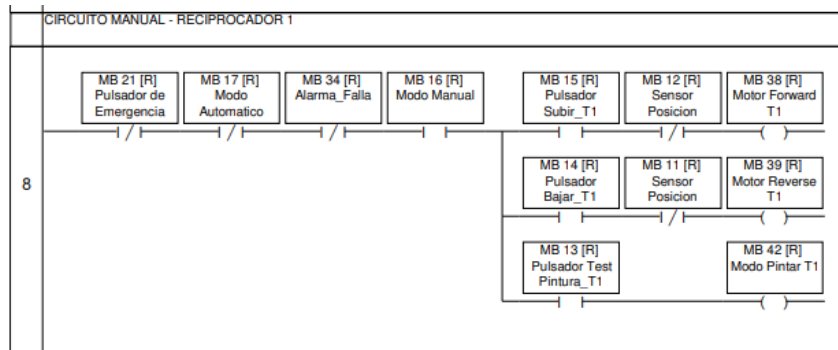 CIRCUITO MANUAL - RECIPROCADOR 1
MB 21 [R]
Pulsador de
Emergencia
MB 17 [R]
Modo
Automatico
MB 34 [R]
Alarma_Falla
MB 16 [R]
Modo Manual
MB 15 [R]
Pulsador
Subir_T1
MB 12 [R]
Sensor
Posicion
MB 38 [R]
Motor Forward
T1
8
MB 14 [R]
Pulsador
Bajar_T1
MB 11 [R]
Sensor
Posicion
MB 39 [R]
Motor Reverse
T1
MB 13 [R]
Pulsador Test
Pintura_T1
MB 42 [R]
Modo Pintar T1